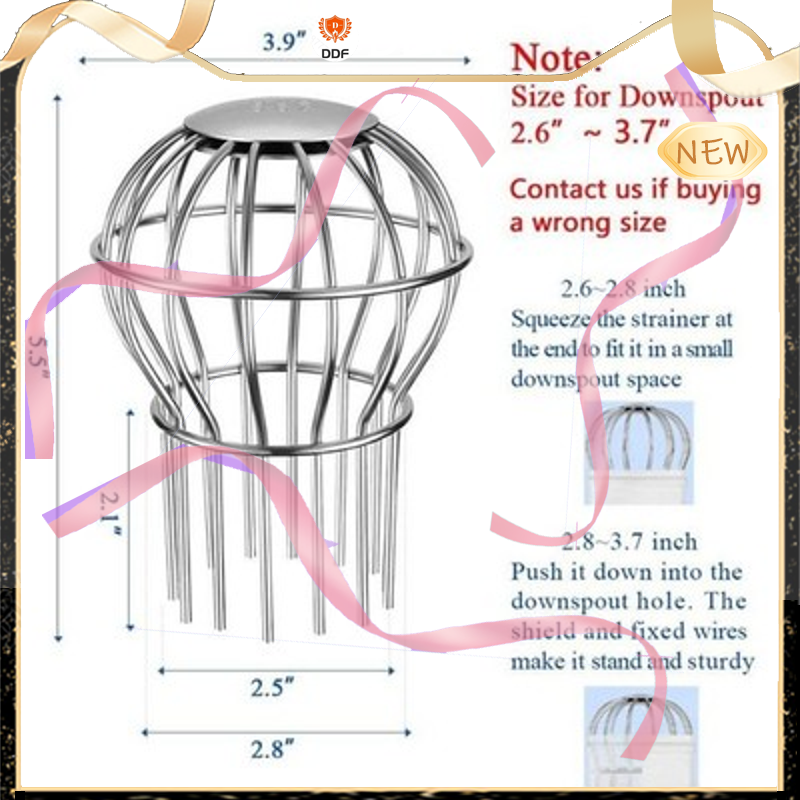 3.9"
DDF
Note:
Size for Downspout
2.6" ~ 3.7"
NEW
Contact us if buying
a wrong size
2.6~2.8 inch
Squeeze the strainer at
the end to fit it in a small
downspout space
5.5"
2.1"
2.8~3.7 inch
Push it down into the
downspout hole. The
shield and fixed wires
make it stand and sturdy
2.5"
2.8"